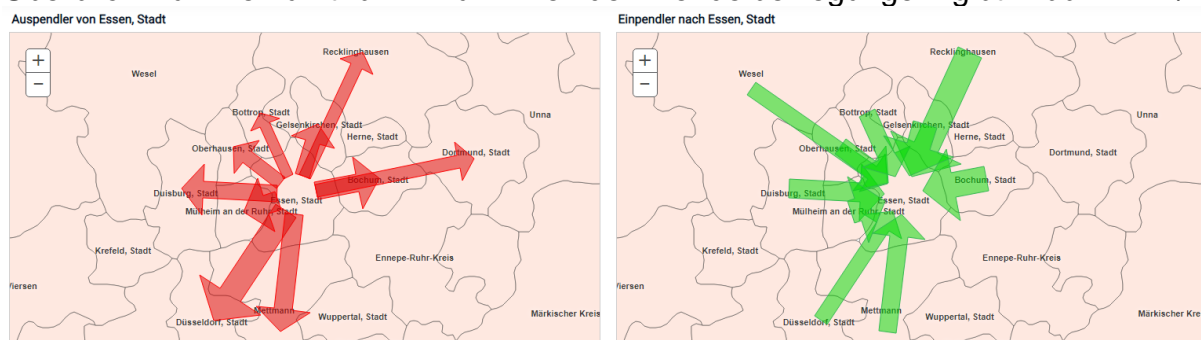 Auspendler von Essen, Stadt
+
−
Recklinghausen
Wesel
Bottrop, Stadt
Gelsenkirchen, Stadt
Unna
Herne, Stadt
Oberhausen, Stadt
Dortmund, Stadt
Bochum, Stadt
Duisburg, Stadt
Essen, Stadt
Mülheim an der Ruhr, Stadt
Krefeld, Stadt
Ennepe-Ruhr-Kreis
iersen
Mettmann
Düsseldorf, Stadt
Wuppertal, Stadt
Märkischer Kreis
Einpendler nach Essen, Stadt
+
−
Recklinghausen
Wesel
Bottrop, Stadt
Gelsenkirchen, Stadt
Unna
Herne, Stadt
Oberhausen, Stadt
Dortmund, Stadt
Bochum, Stadt
Duisburg, Stadt
Essen, Stadt
Mülheim an der Ruhr, Stadt
Krefeld, Stadt
Ennepe-Ruhr-Kreis
iersen
Mettmann
Düsseldorf, Stadt
Wuppertal, Stadt
Märkischer Kre